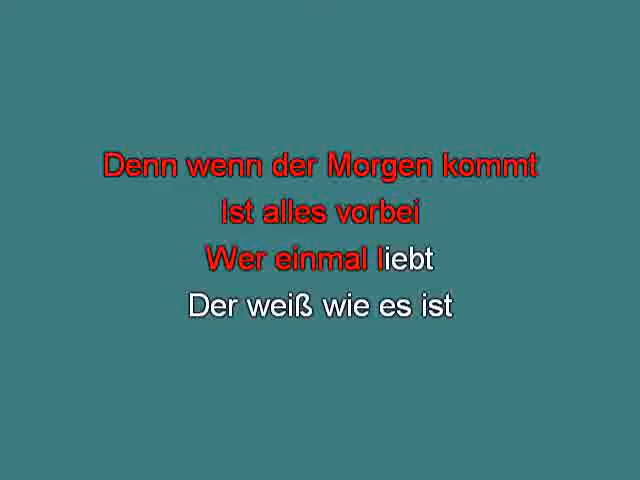 Denn wenn der Morgen kommt
Ist alles vorbei
Wer einmal liebt
Der weiß wie es ist